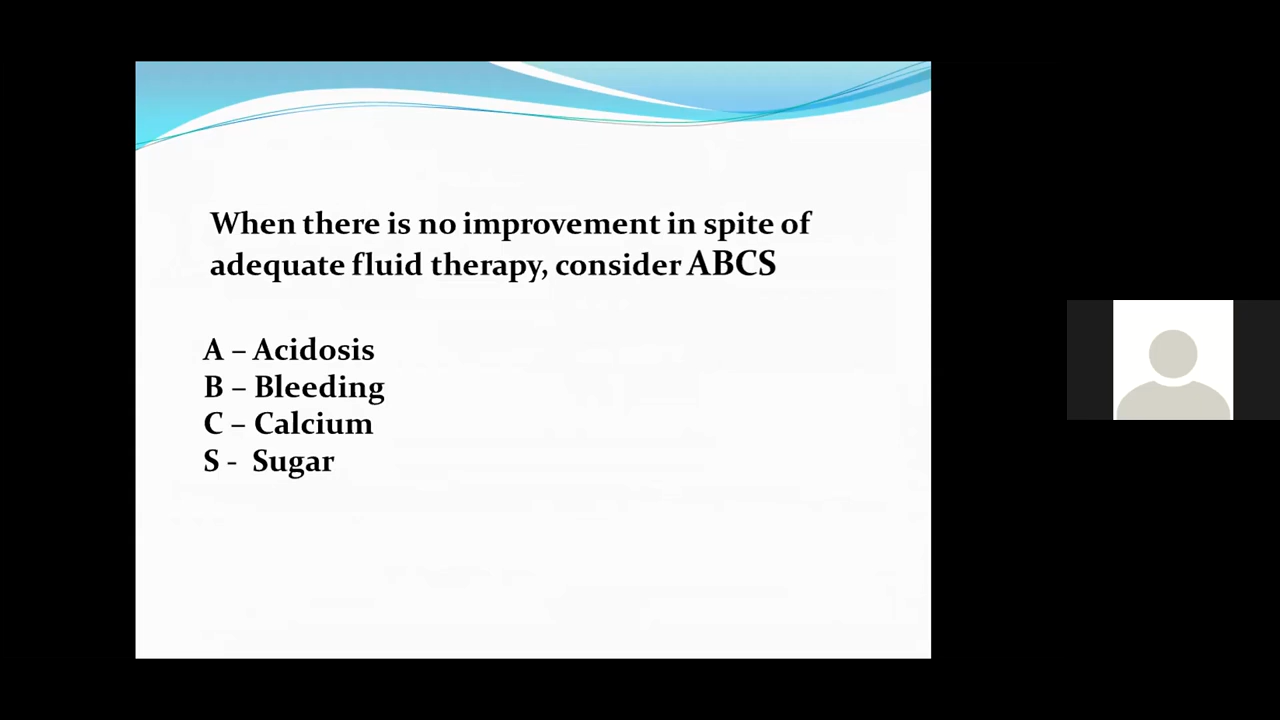 When there is no improvement in spite of
adequate fluid therapy, consider ABCS
A – Acidosis
B – Bleeding
C – Calcium
S - Sugar